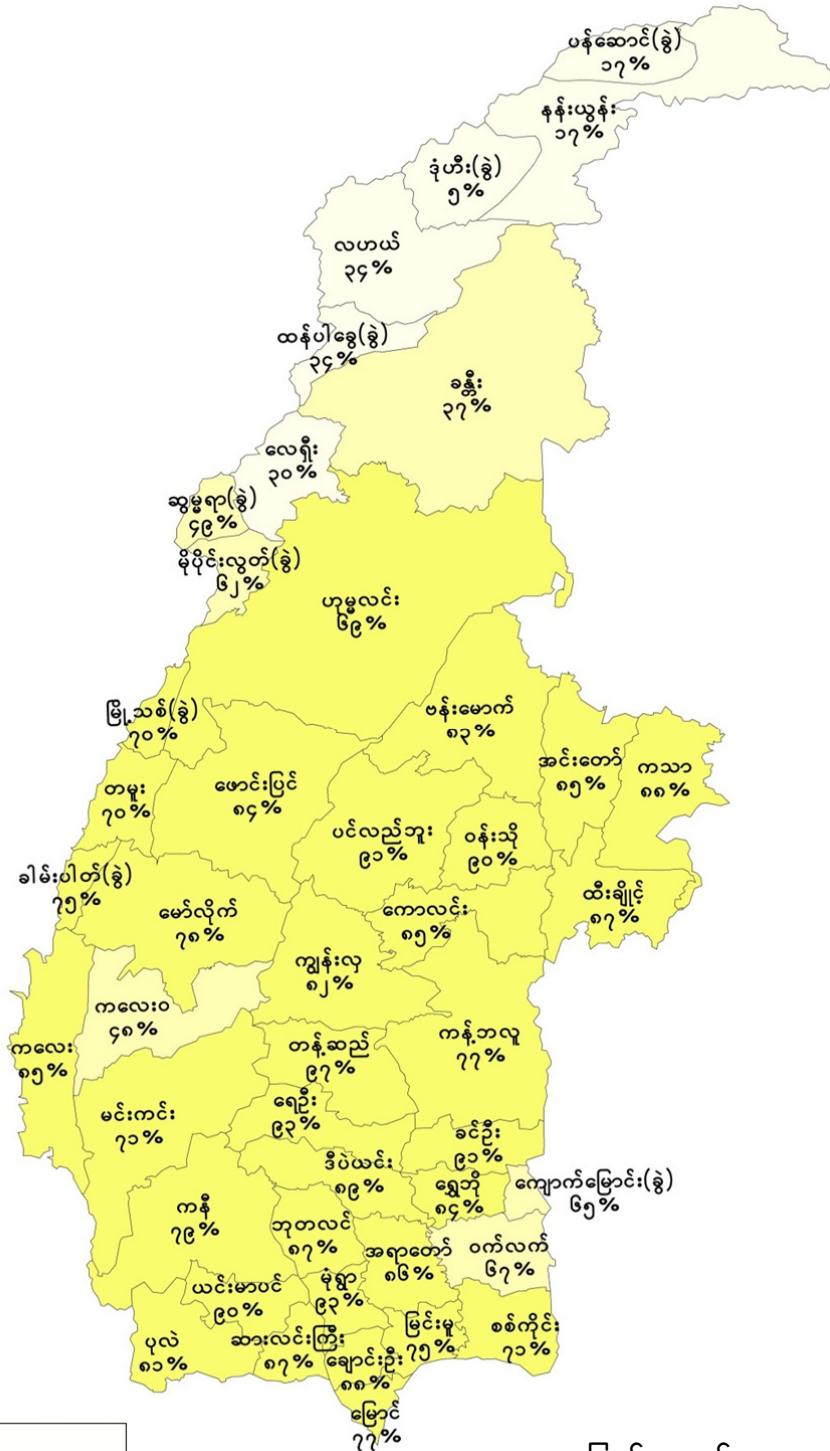 ပန်ဆောင်(ခွဲ)
၁၇%
နန်းယွန်း
၁၇%
ဒုံဟီး(ခွဲ)
၅%
လဟယ်
၃၄%
ထန်ပါခွေ(ခွဲ)
၃၄%
ခန္တီး
၃၇%
လေရှီး
၃၀%
ဆွမ္မရာ(ခွဲ)
၄၉%
မိုပိုင်းလွတ်(ခွဲ)
၆၂%
ဟုမ္မလင်း
၆၉%
မြို့သစ်(ခွဲ)
၇၀%
ဗန်းမောက်
၈၃%
အင်းတော်
၈၅%
ကသာ
၈၈%
တမူး
၇၀%
ဖောင်းပြင်
၈၄%
ပင်လည်ဘူး
၉၁%
ဝန်းသို
၉၀%
ခါမ်းပါတ်(ခွဲ)
၇၅%
မော်လိုက်
၇၈%
ကောလင်း
၈၅%
ထီးချိုင့်
၈၇%
ကျွန်းလှ
၈၂%
ကလေးဝ
၄၈%
ကလေး
၈၅%
တန့်ဆည်
၉၇%
ကန့်ဘလူ
၇၇%
မင်းကင်း
၇၁%
ရေဦး
၉၃%
ခင်ဦး
၉၁%
ဒီပဲယင်း
၈၉%
ရွှေဘို
၈၄%
ကျောက်မြောင်း(ခွဲ)
၆၅%
ကနီ
၇၉%
ဘုတလင်
၈၇%
အရာတော်
၈၆%
ဝက်လက်
၆၇%
ယင်းမာပင်
၉၀%
မုံရွာ
၉၃%
မြင်းမူ
၇၅%
စစ်ကိုင်း
၇၁%
ပုလဲ
၈၁%
ဆားလင်းကြီး
၈၇%
ချောင်းဦး
၈၈%
မြောင်
၇၇%